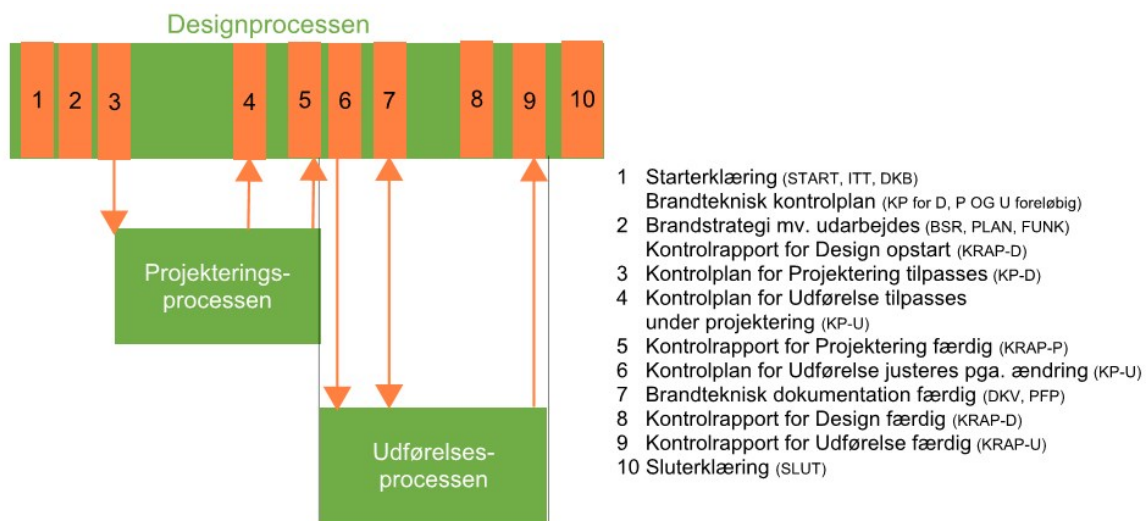 Designprocessen
1 2 3 4 5 6 7 8 9 10
Projekterings-
processen
Udførelses-
processen
1 Starterklæring (START, ITT, DKB)
Brandteknisk kontrolplan (KP for D, P OG U foreløbig)
2 Brandstrategi mv. udarbejdes (BSR, PLAN, FUNK)
Kontrolrapport for Design opstart (KRAP-D)
3 Kontrolplan for Projektering tilpasses (KP-D)
4 Kontrolplan for Udførelse tilpasses
under projektering (KP-U)
5 Kontrolrapport for Projektering færdig (KRAP-P)
6 Kontrolplan for Udførelse justeres pga. ændring (KP-U)
7 Brandteknisk dokumentation færdig (DKV, PFP)
8 Kontrolrapport for Design færdig (KRAP-D)
9 Kontrolrapport for Udførelse færdig (KRAP-U)
10 Sluterklæring (SLUT)